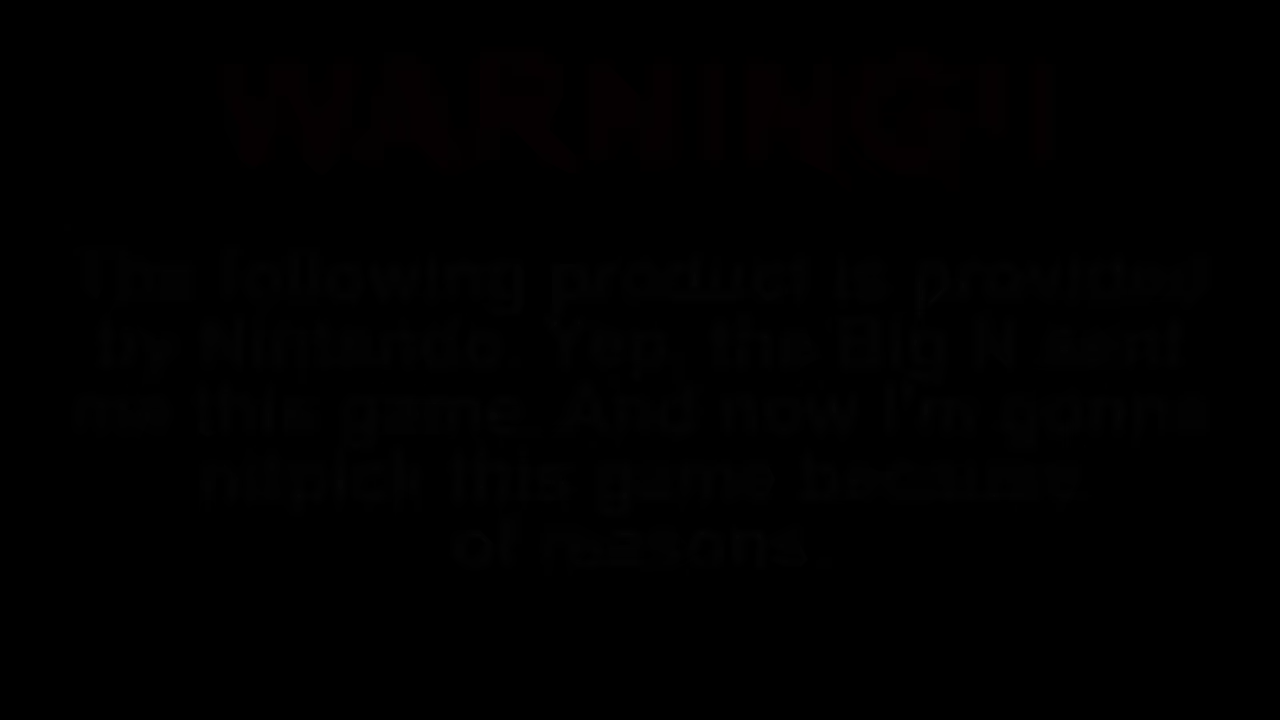 WARNING!!
The following product is provided
by Nintendo. Yep, the Big N sent
me this game. And now I'm gonna
nitpick this game because
of reasons.